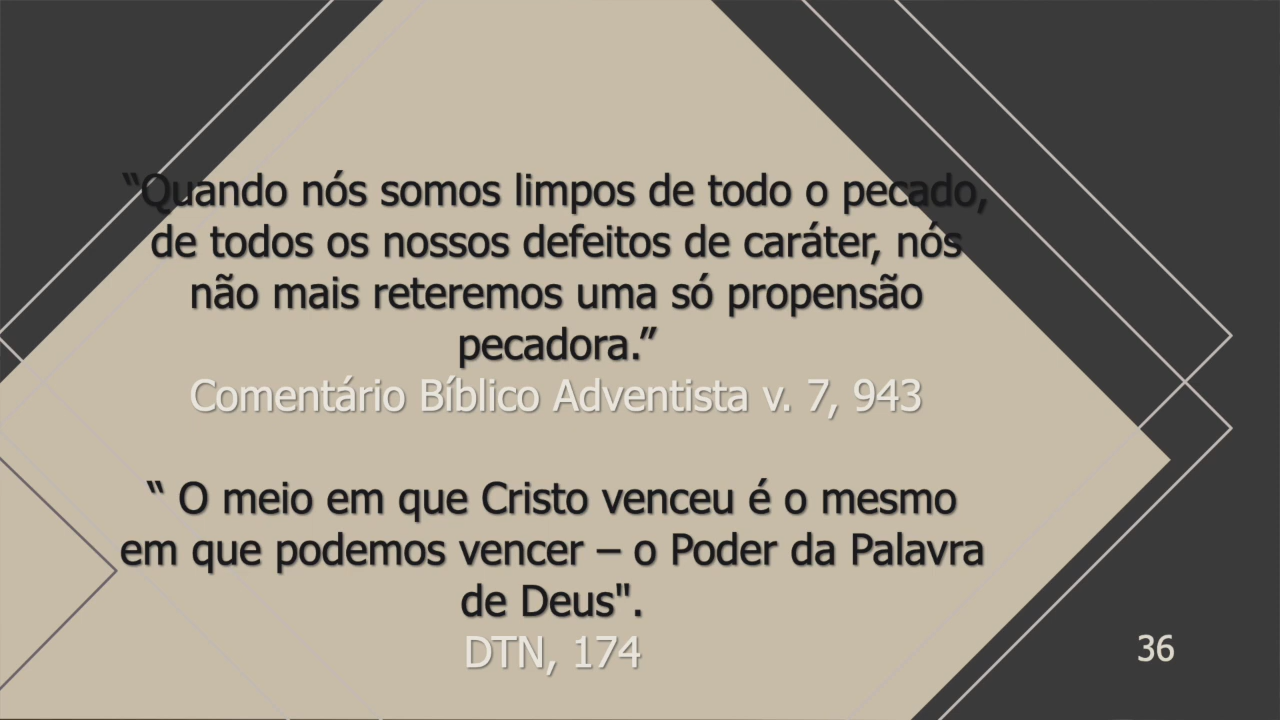 “Quando nós somos limpos de todo o pecado,
de todos os nossos defeitos de caráter, nós
não mais reteremos uma só propensão
pecadora.”
Comentário Bíblico Adventista v. 7, 943
“ O meio em que Cristo venceu é o mesmo
em que podemos vencer – o Poder da Palavra
de Deus".
DTN, 174
36